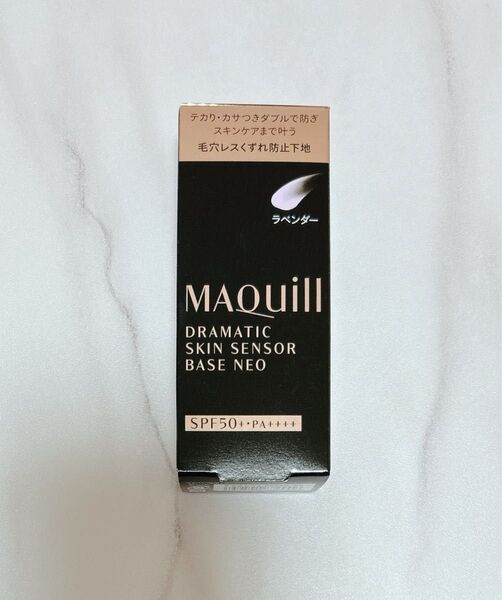 テカリ・カサつきダブルで防ぎ
スキンケアまで叶う
毛穴レスくずれ防止下地
ラベンダー
MAQuill
DRAMATIC
SKIN SENSOR
BASE NEO
SPF50+・PA++++